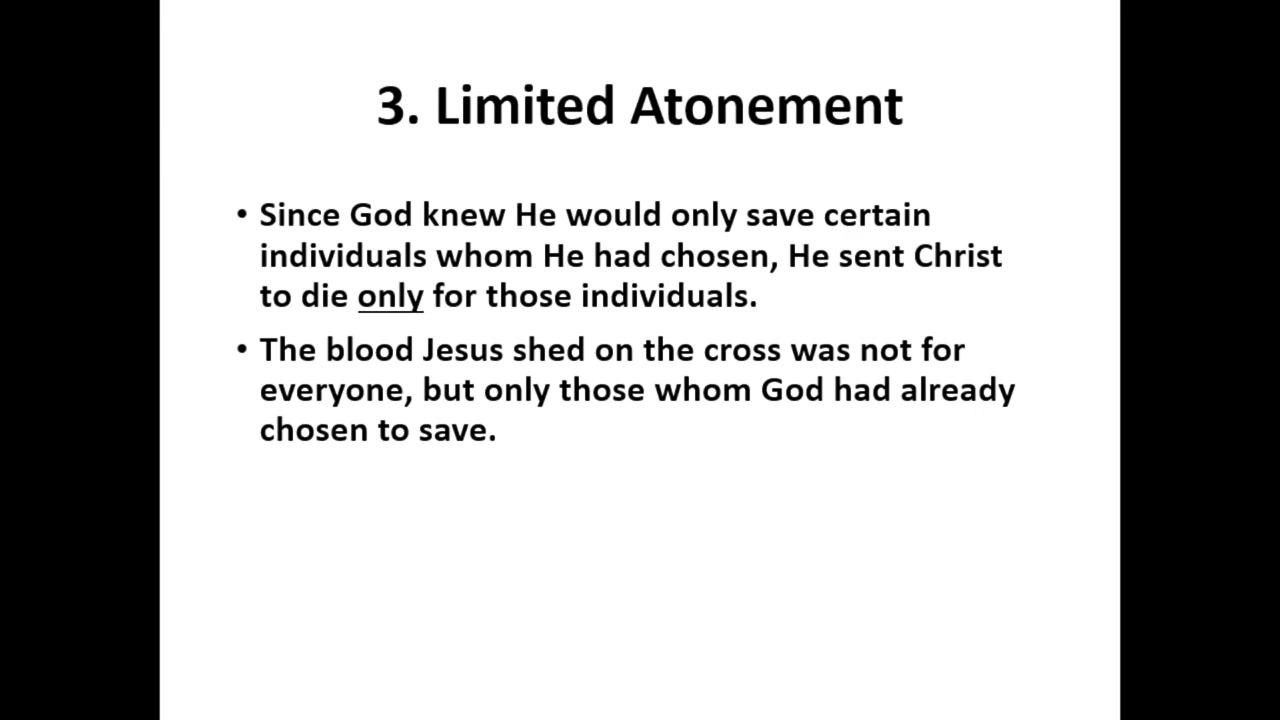 3. Limited Atonement
• Since God knew He would only save certain
individuals whom He had chosen, He sent Christ
to die only for those individuals.
• The blood Jesus shed on the cross was not for
everyone, but only those whom God had already
chosen to save.